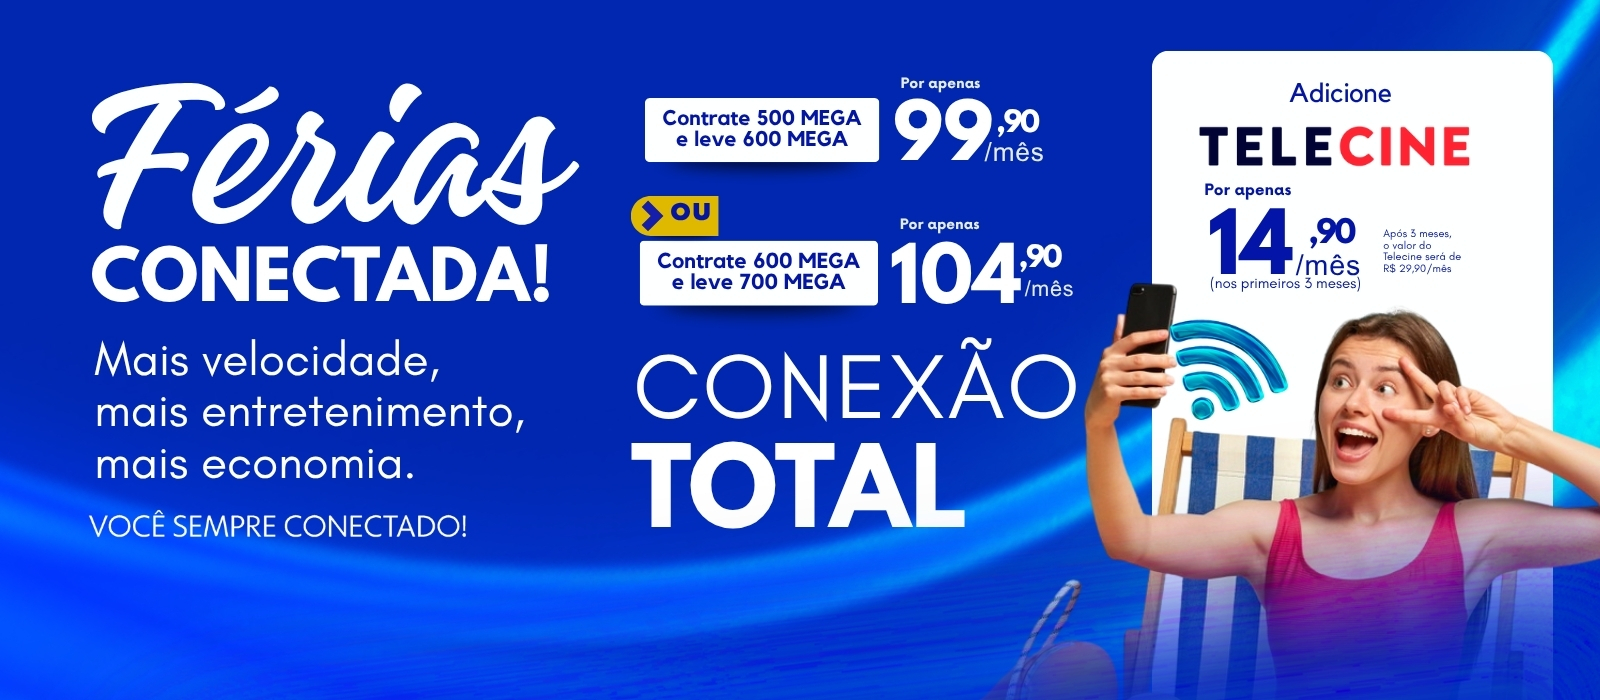 Férias
CONECTADA!
Mais velocidade,
mais entretenimento,
mais economia.
VOCÊ SEMPRE CONECTADO!
Contrate 500 MEGA
e leve 600 MEGA
Por apenas
99,90
/mês
OU
Contrate 600 MEGA
e leve 700 MEGA
Por apenas
104,90
/mês
CONEXÃO
TOTAL
Adicione
TELECINE
Por apenas
14,90
/mês
(nos primeiros 3 meses)
Após 3 meses,
o valor do
Telecine será de
R$ 29,90/mês